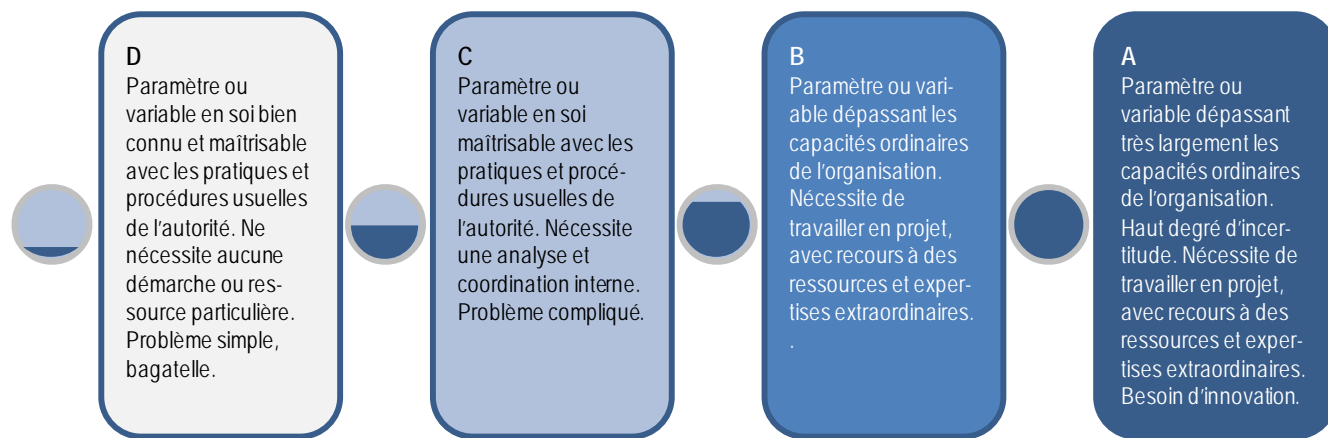 D
Paramètre ou
variable en soi bien
connu et maîtrisable
avec les pratiques et
procédures usuelles
de l'autorité. Ne
nécessite aucune
démarche ou res-
source particulière.
Problème simple,
bagatelle.
C
Paramètre ou
variable en soi
maîtrisable avec les
pratiques et procé-
dures usuelles de
l'autorité. Nécessite
une analyse et
coordination interne.
Problème compliqué.
B
Paramètre ou vari-
able dépassant les
capacités ordinaires
de l'organisation.
Nécessite de
travailler en projet,
avec recours à des
ressources et exper-
tises extraordinaires.
.
A
Paramètre ou
variable dépassant
très largement les
capacités ordinaires
de l'organisation.
Haut degré d'incer-
titude. Nécessite de
travailler en projet,
avec recours à des
ressources et exper-
tises extraordinaires.
Besoin d'innovation.